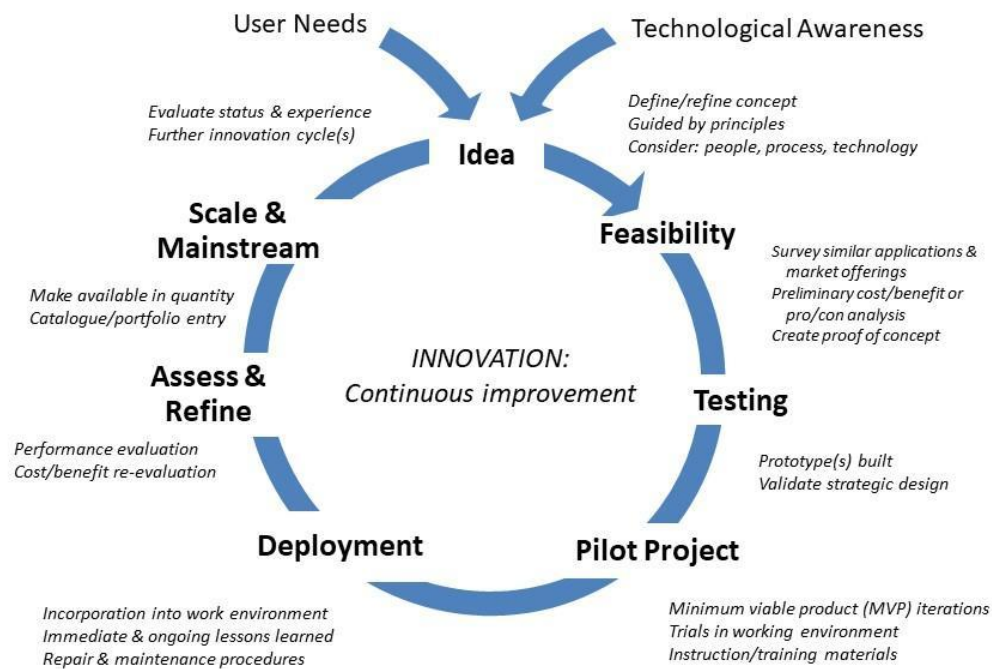 User Needs
Technological Awareness
Evaluate status & experience
Further innovation cycle(s)
Define/refine concept
Guided by principles
Consider: people, process, technology
Idea
Scale &
Mainstream
Feasibility
Survey similar applications &
market offerings
Preliminary cost/benefit or
pro/con analysis
Create proof of concept
Make available in quantity
Catalogue/portfolio entry
INNOVATION:
Continuous improvement
Assess &
Refine
Testing
Performance evaluation
Cost/benefit re-evaluation
Prototype(s) built
Validate strategic design
Deployment
Pilot Project
Incorporation into work environment
Immediate & ongoing lessons learned
Repair & maintenance procedures
Minimum viable product (MVP) iterations
Trials in working environment
Instruction/training materials